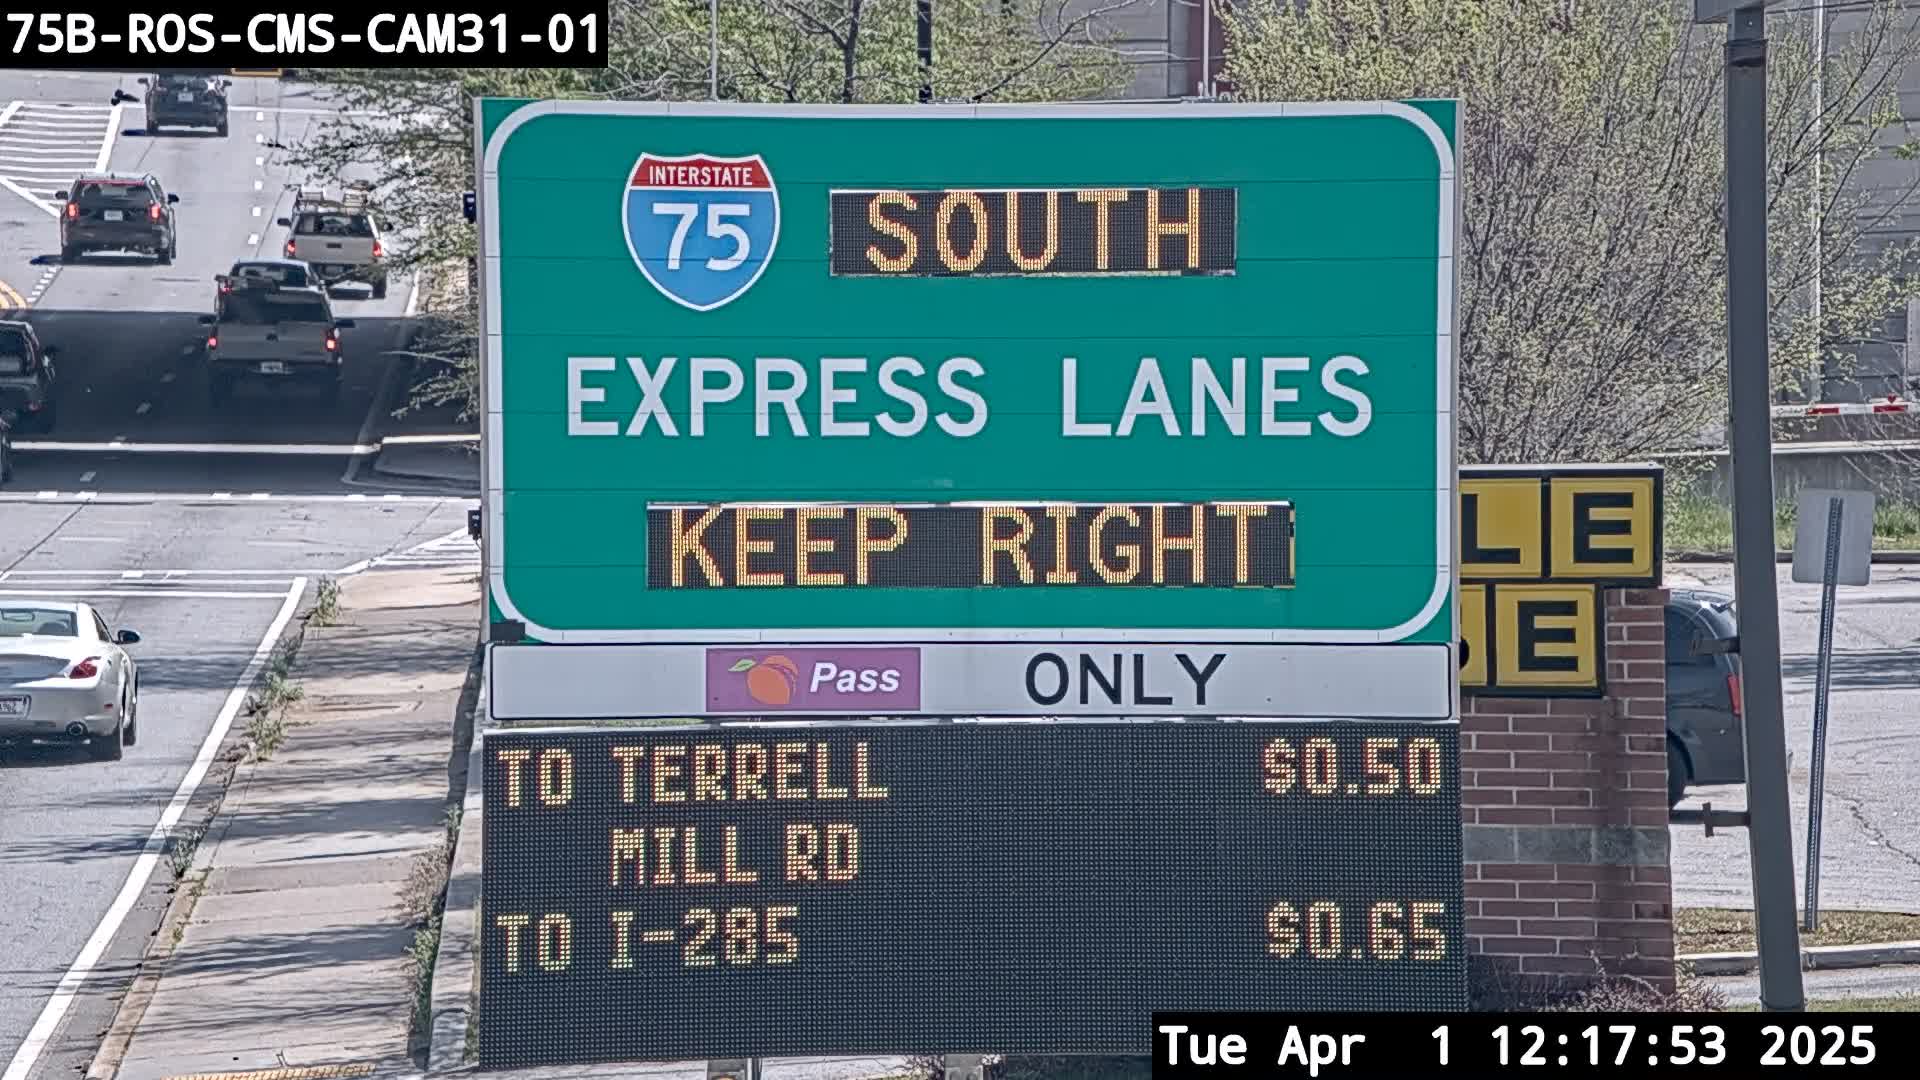 75B-ROS-CMS-CAM31-01
INTERSTATE
75
SOUTH
EXPRESS LANES
KEEP RIGHT
Pass ONLY
TO TERRELL $0.50
MILL RD
TO I-285 $0.65
LE
E
Tue Apr 1 12:17:53 2025